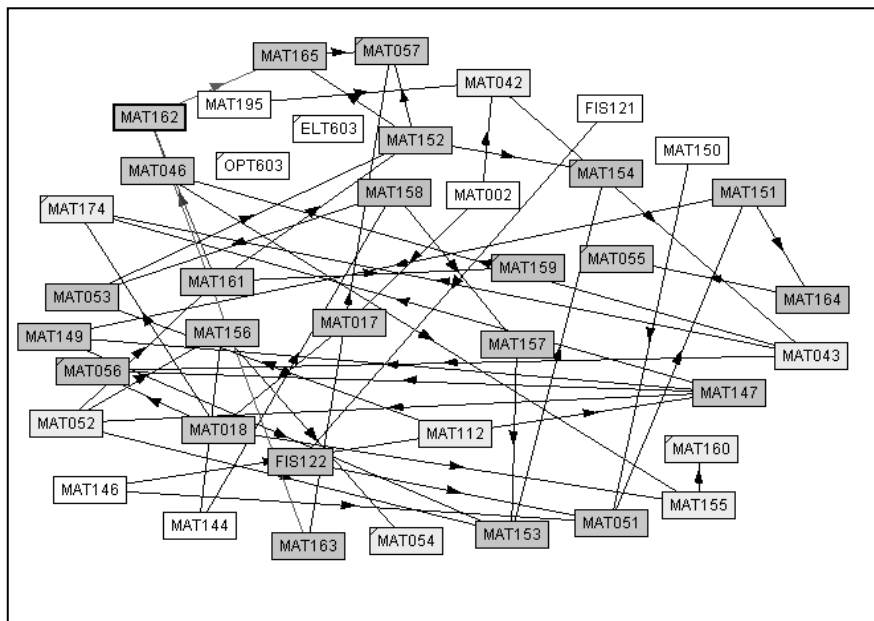 MAT165
MAT057
MAT042
MAT195
FIS121
MAT162
ELT603
MAT152
MAT150
MAT046
OPT603
MAT154
MAT158
MAT002
MAT151
MAT174
MAT055
MAT159
MAT161
MAT053
MAT164
MAT149
MAT156
MAT017
MAT157
MAT043
MAT056
MAT147
MAT052
MAT018
MAT112
MAT160
FIS122
MAT146
MAT155
MAT144
MAT051
MAT153
MAT054
MAT163